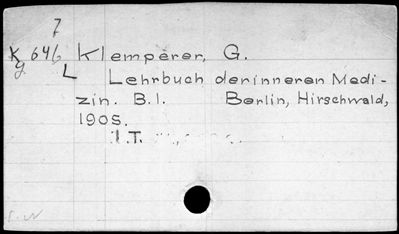 7
K 646 Klemperer, G.
g L Lehrbuch der inneren Medi-
zin. B.I. Berlin, Hirschwald,
1905.